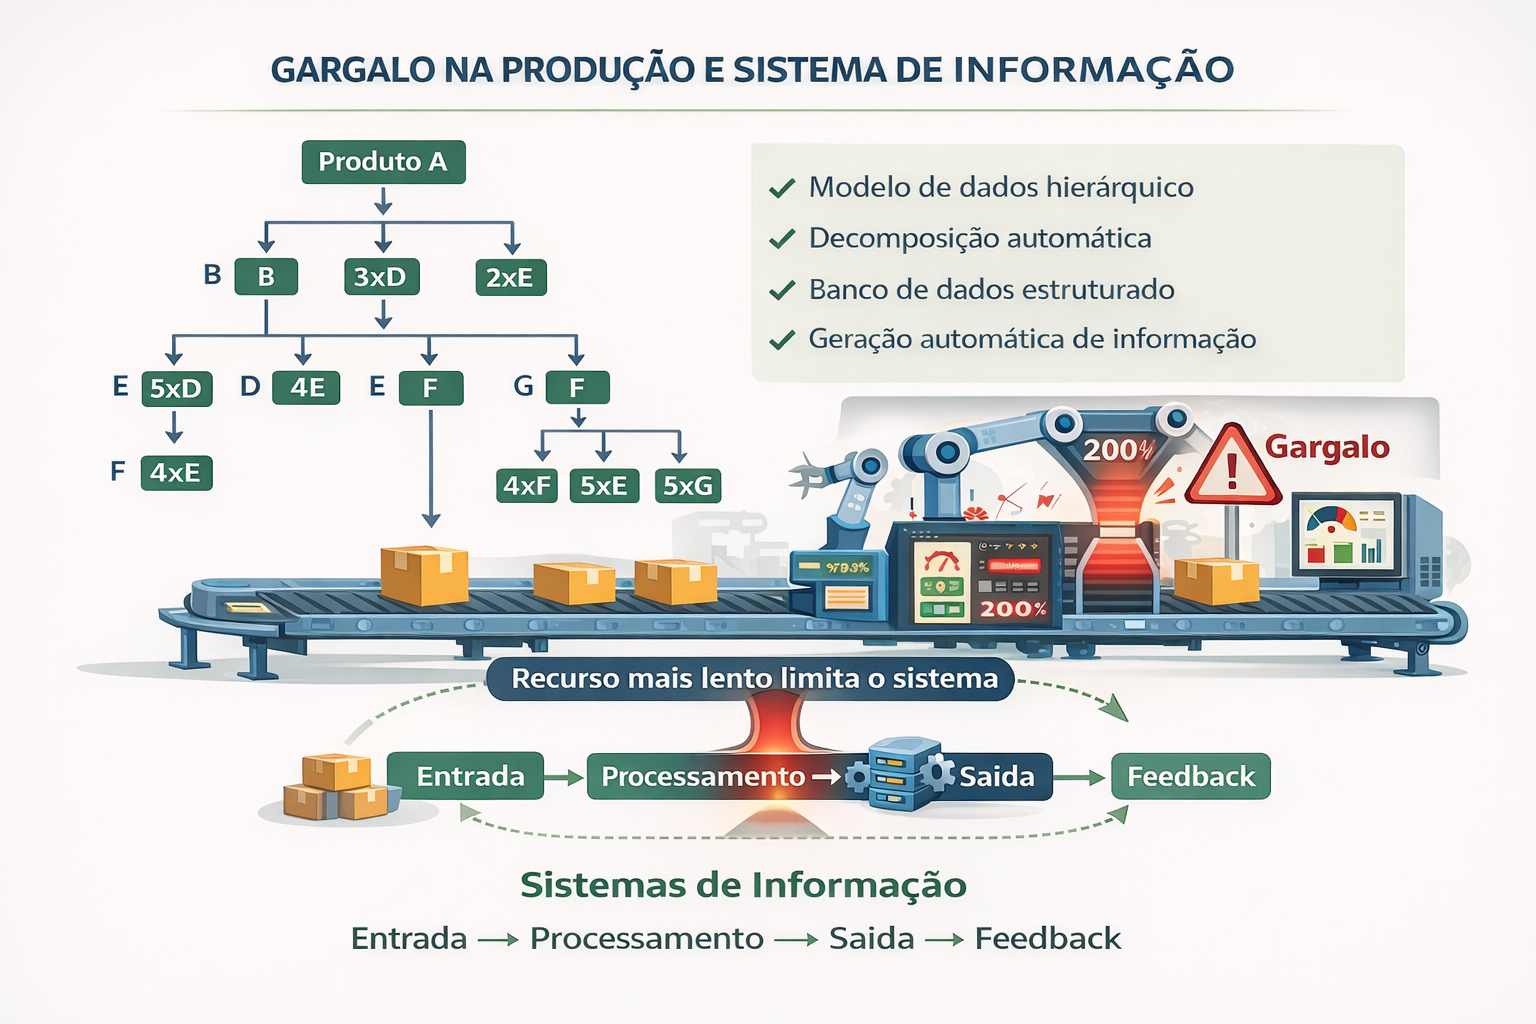 GARGALO NA PRODUÇÃO E SISTEMA DE INFORMAÇÃO
Produto A
B B 3xD 2xE
E 5xD D 4E E F G F
F 4xE
4xF 5xE 5xG
Modelo de dados hierárquico
Decomposição automática
Banco de dados estruturado
Geração automática de informação
200%
Gargalo
200%
Recurso mais lento limita o sistema
Entrada Processamento Saida Feedback
Sistemas de Informação
Entrada → Processamento → Saida → Feedback